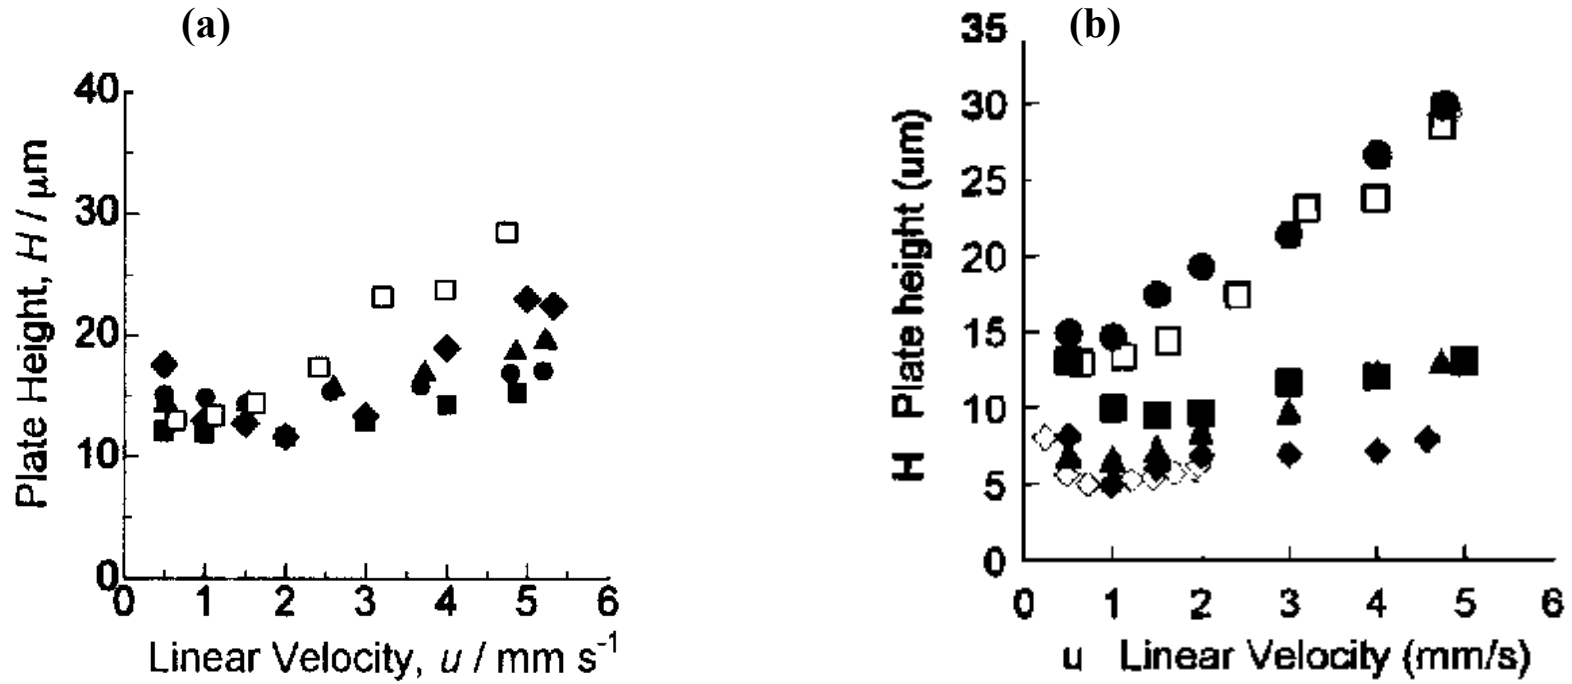 (a)
40
30
20
10
0
0 1 2 3 4 5 6
Plate Height, H / μm
Linear Velocity, u / mm s⁻¹
(b)
35
30
25
20
15
10
5
0
0 1 2 3 4 5 6
H Plate height (um)
u Linear Velocity (mm/s)